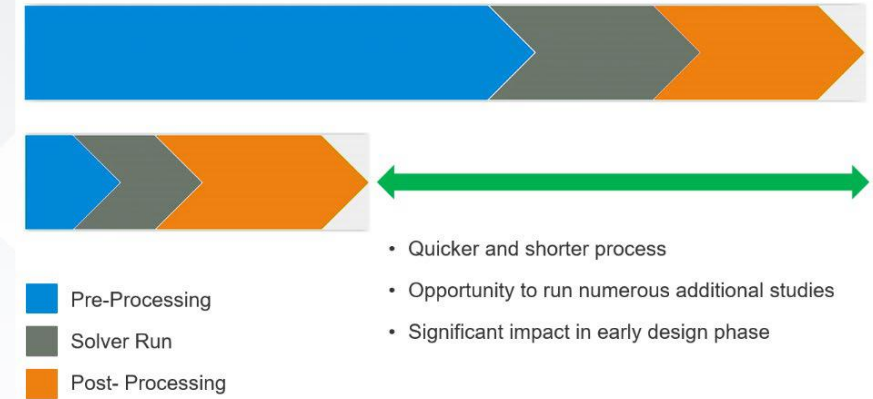 • Quicker and shorter process
• Opportunity to run numerous additional studies
• Significant impact in early design phase
Pre-Processing
Solver Run
Post- Processing